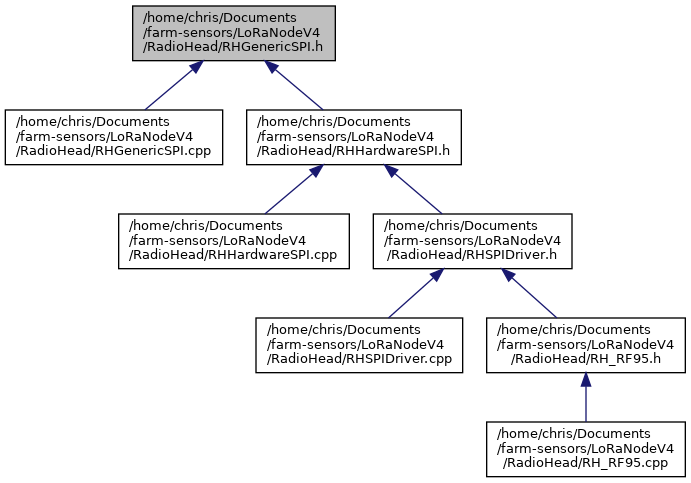 /home/chris/Documents
/farm-sensors/LoRaNodeV4
/RadioHead/RHGenericSPI.h
/home/chris/Documents
/farm-sensors/LoRaNodeV4
/RadioHead/RHGenericSPI.cpp
/home/chris/Documents
/farm-sensors/LoRaNodeV4
/RadioHead/RHHardwareSPI.h
/home/chris/Documents
/farm-sensors/LoRaNodeV4
/RadioHead/RHHardwareSPI.cpp
/home/chris/Documents
/farm-sensors/LoRaNodeV4
/RadioHead/RHSPIDriver.h
/home/chris/Documents
/farm-sensors/LoRaNodeV4
/RadioHead/RHSPIDriver.cpp
/home/chris/Documents
/farm-sensors/LoRaNodeV4
/RadioHead/RH_RF95.h
/home/chris/Documents
/farm-sensors/LoRaNodeV4
/RadioHead/RH_RF95.cpp